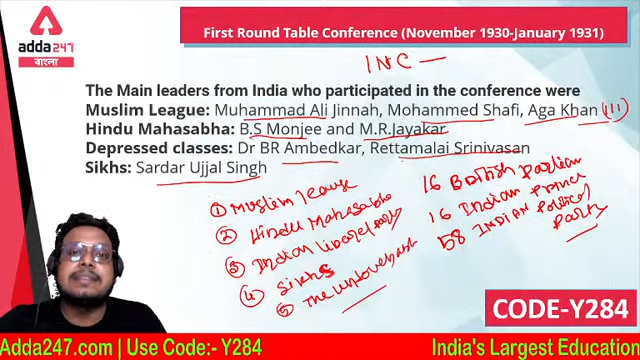 adda247
বাংলা
First Round Table Conference (November 1930-January 1931)
INC —
The Main leaders from India who participated in the conference were
Muslim League: Muhammad Ali Jinnah, Mohammed Shafi, Aga Khan (III)
Hindu Mahasabha: B.S Monjee and M.R.Jayakar
Depressed classes: Dr BR Ambedkar, Rettamalai Srinivasan
Sikhs: Sardar Ujjal Singh
① Muslim league
② Hindu Mahasabha
③ Indian liberal party
④ Sikhs
⑤ The
16 British Parliam
16 Indian Prince
58 INDIAN Political
Party
CODE-Y284
Adda247.com | Use Code:- Y284
India's Largest Education